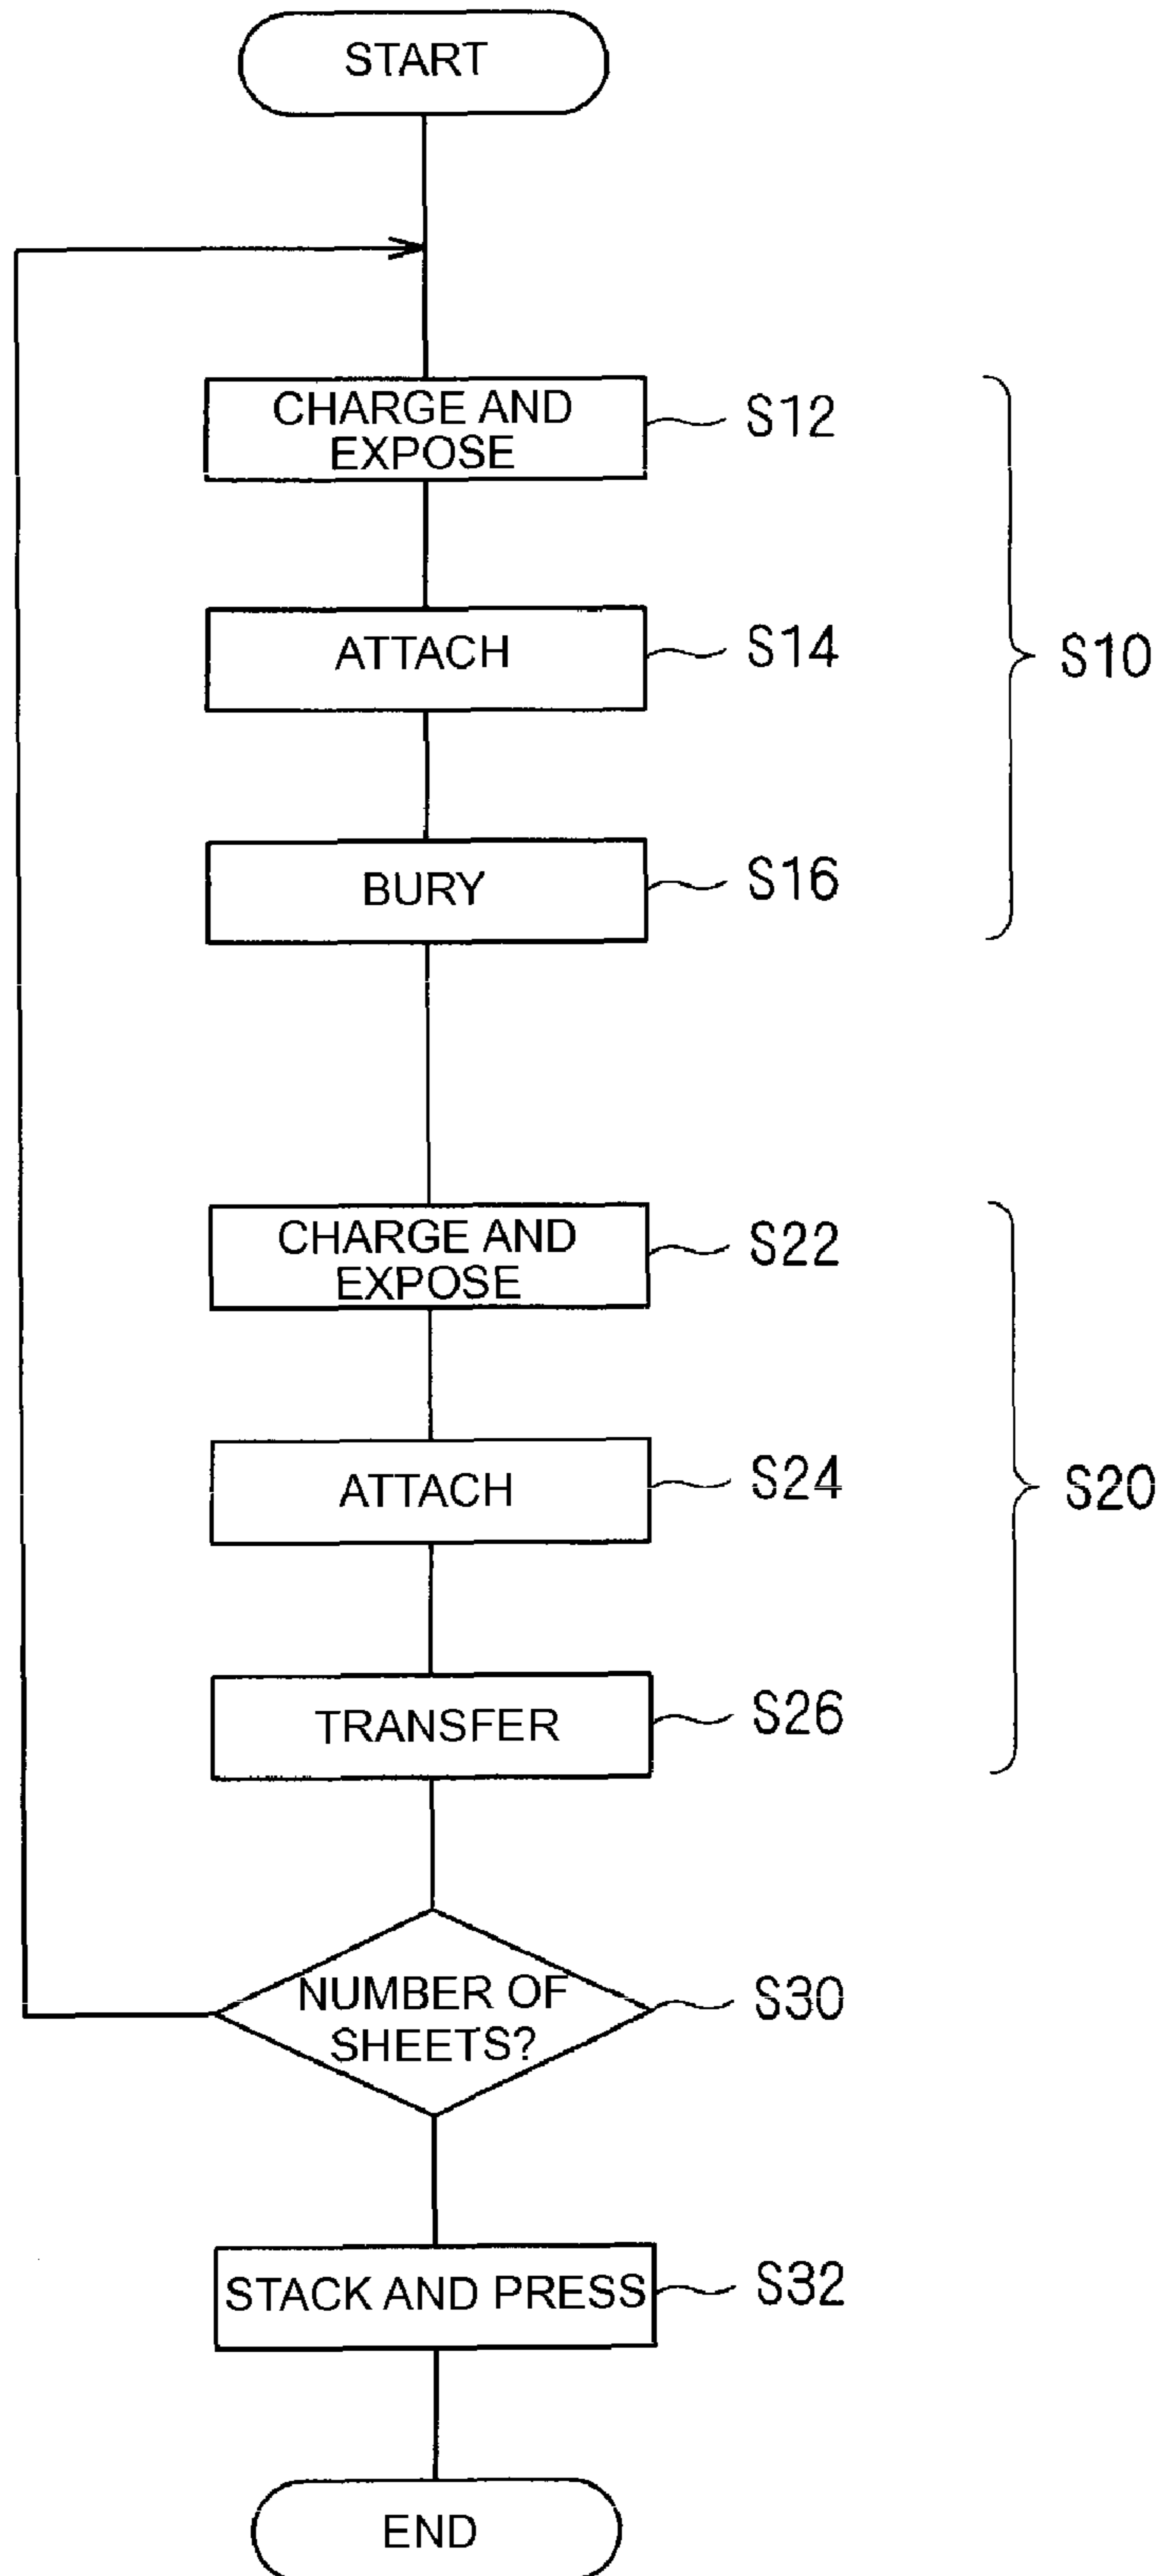 START
CHARGE AND
EXPOSE
S12
ATTACH
S14
S10
BURY
S16
CHARGE AND
EXPOSE
S22
ATTACH
S24
S20
TRANSFER
S26
NUMBER OF
SHEETS?
S30
STACK AND PRESS
S32
END